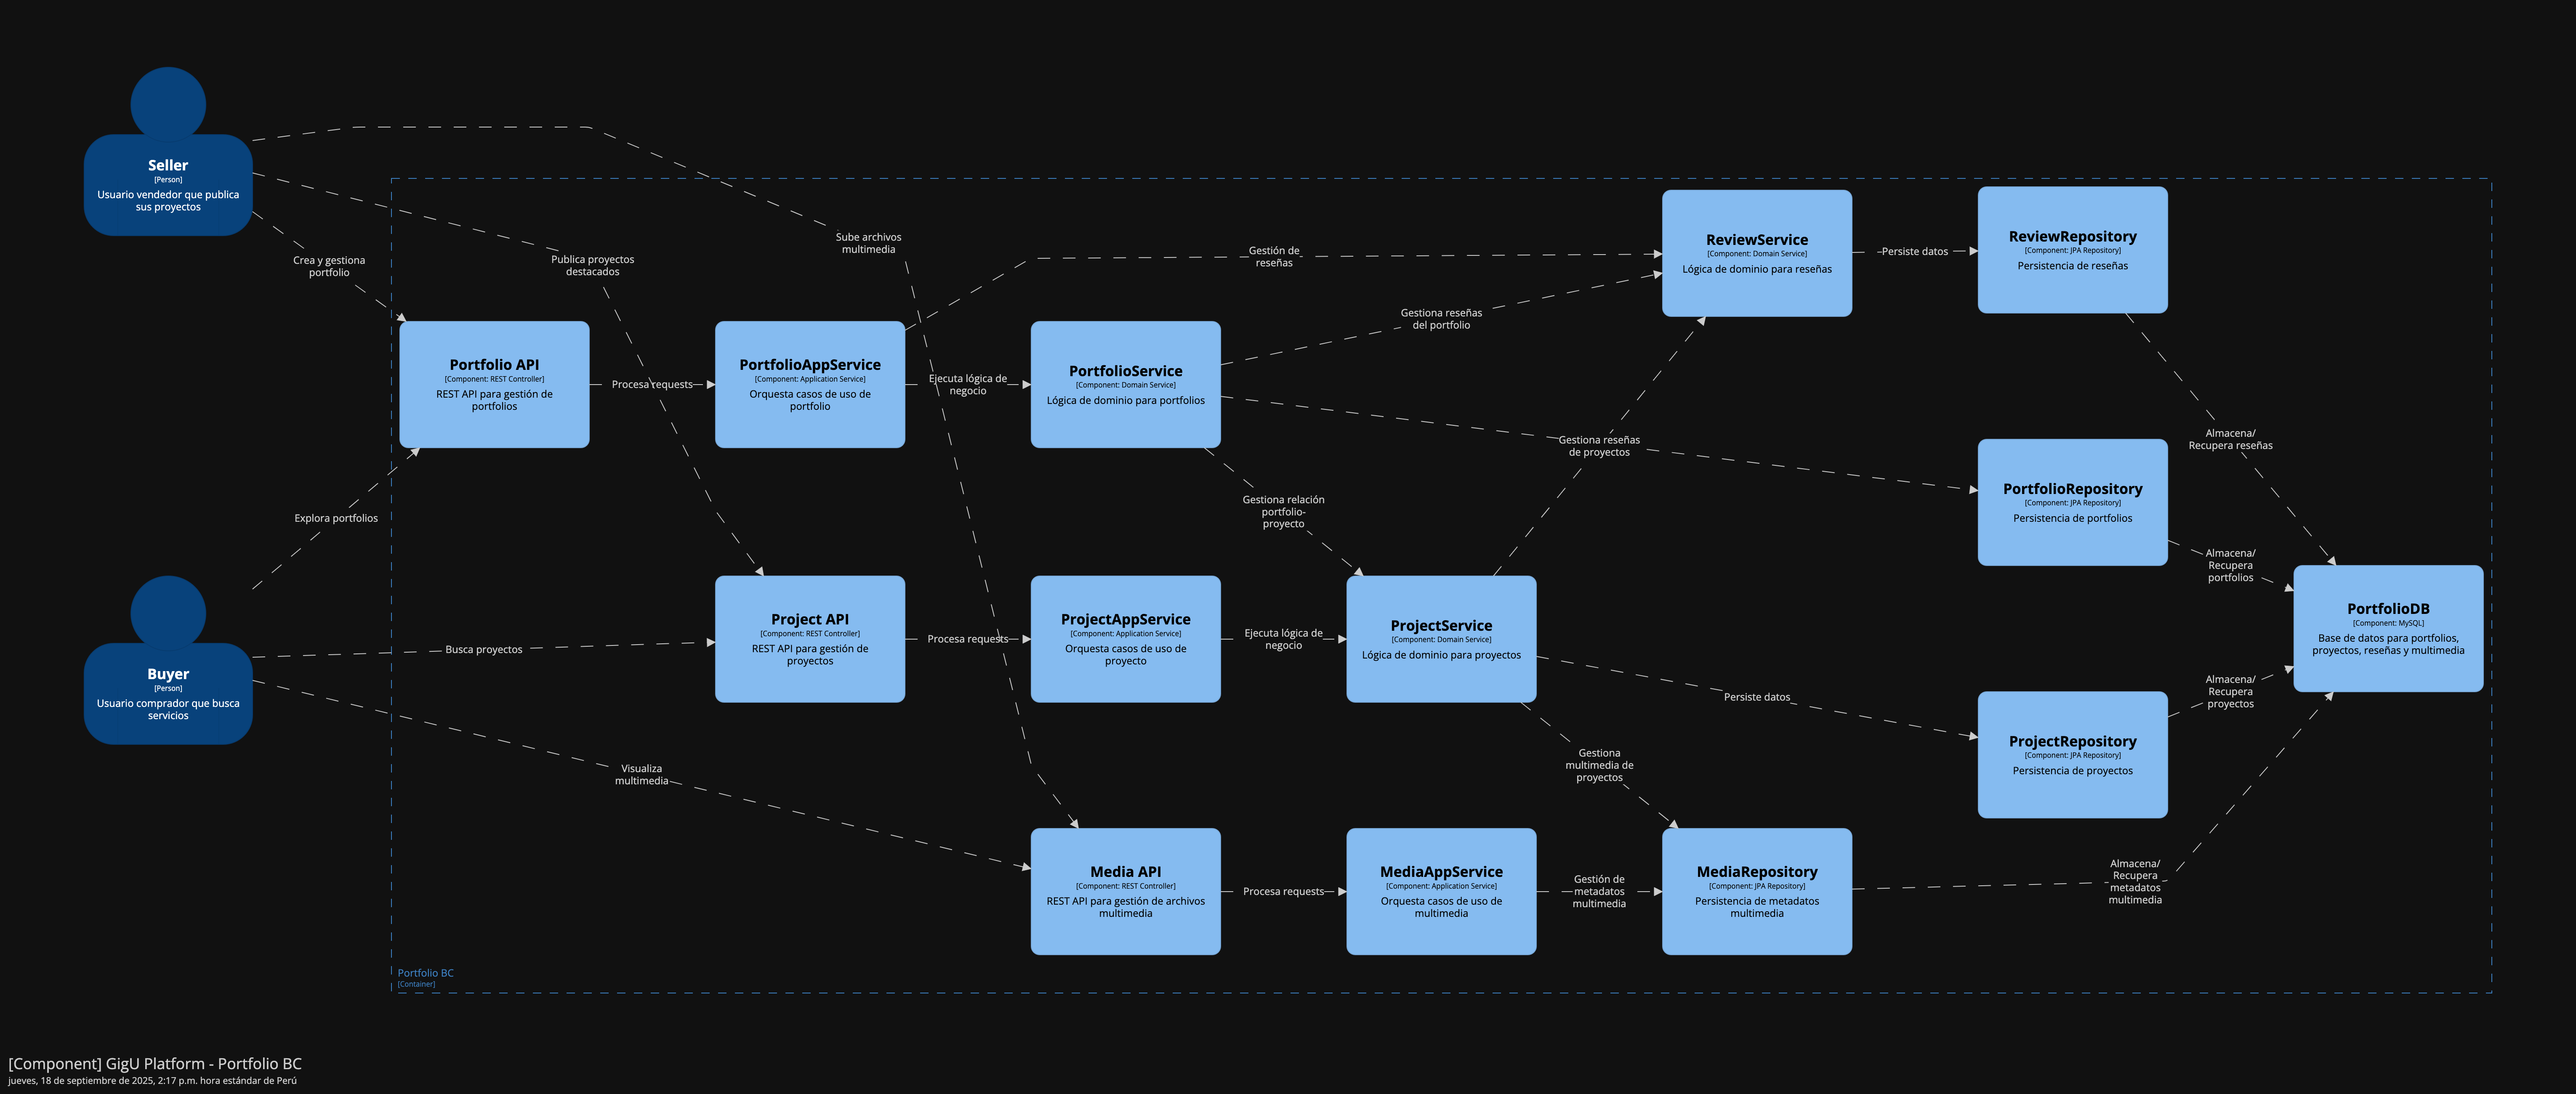 Seller
[Person]
Usuario vendedor que publica
sus proyectos
Crea y gestiona
portfolio
Publica proyectos
destacados
Sube archivos
multimedia
Gestión de
reseñas
ReviewService
[Component: Domain Service]
Lógica de dominio para reseñas
Persiste datos
ReviewRepository
[Component: JPA Repository]
Persistencia de reseñas
Portfolio API
[Component: REST Controller]
REST API para gestión de
portfolios
Procesa requests
PortfolioAppService
[Component: Application Service]
Orquesta casos de uso de
portfolio
Ejecuta lógica de
negocio
PortfolioService
[Component: Domain Service]
Lógica de dominio para portfolios
Gestiona reseñas
del portfolio
Gestiona reseñas
de proyectos
Almacena/
Recupera reseñas
PortfolioRepository
[Component: JPA Repository]
Persistencia de portfolios
Explora portfolios
Gestiona relación
portfolio-
proyecto
Almacena/
Recupera
portfolios
Buyer
[Person]
Usuario comprador que busca
servicios
Busca proyectos
Project API
[Component: REST Controller]
REST API para gestión de
proyectos
Procesa requests
ProjectAppService
[Component: Application Service]
Orquesta casos de uso de
proyecto
Ejecuta lógica de
negocio
ProjectService
[Component: Domain Service]
Lógica de dominio para proyectos
PortfolioDB
[Component: MySQL]
Base de datos para portfolios,
proyectos, reseñas y multimedia
Persiste datos
Almacena/
Recupera
proyectos
ProjectRepository
[Component: JPA Repository]
Persistencia de proyectos
Visualiza
multimedia
Gestiona
multimedia de
proyectos
Media API
[Component: REST Controller]
REST API para gestión de archivos
multimedia
Procesa requests
MediaAppService
[Component: Application Service]
Orquesta casos de uso de
multimedia
Gestión de
metadatos
multimedia
MediaRepository
[Component: JPA Repository]
Persistencia de metadatos
multimedia
Almacena/
Recupera
metadatos
multimedia
Portfolio BC
[Container]
[Component] GigU Platform - Portfolio BC
jueves, 18 de septiembre de 2025, 2:17 p.m. hora estándar de Perú